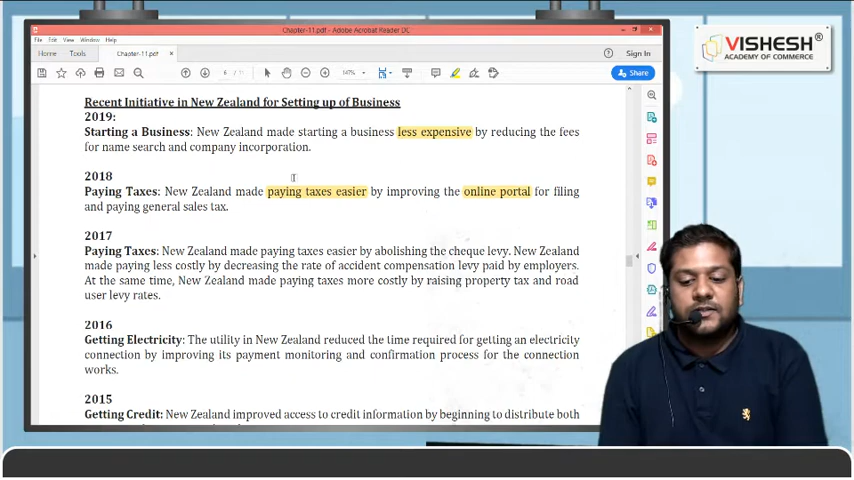 Chapter-11.pdf - Adobe Acrobat Reader DC
File Edit View Window Help
Home Tools Chapter-11.pdf × Sign In
6 / 11 147% Share
VISHESH®
ACADEMY OF COMMERCE
Recent Initiative in New Zealand for Setting up of Business
2019:
Starting a Business: New Zealand made starting a business less expensive by reducing the fees
for name search and company incorporation.
2018
Paying Taxes: New Zealand made paying taxes easier by improving the online portal for filing
and paying general sales tax.
2017
Paying Taxes: New Zealand made paying taxes easier by abolishing the cheque levy. New Zealand
made paying less costly by decreasing the rate of accident compensation levy paid by employers.
At the same time, New Zealand made paying taxes more costly by raising property tax and road
user levy rates.
2016
Getting Electricity: The utility in New Zealand reduced the time required for getting an electricity
connection by improving its payment monitoring and confirmation process for the connection
works.
2015
Getting Credit: New Zealand improved access to credit information by beginning to distribute both